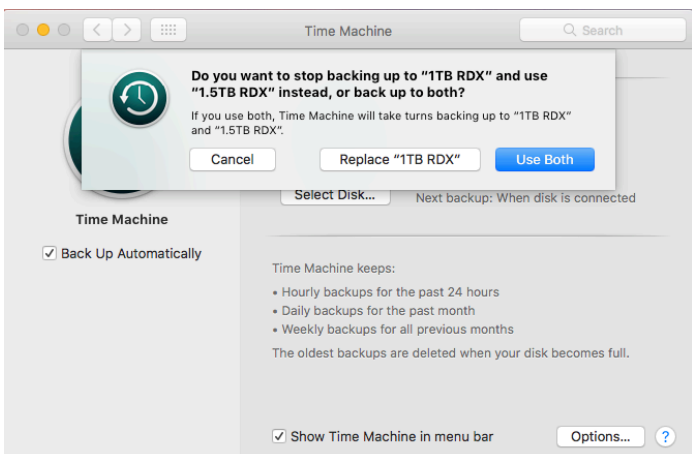 Time Machine
Search
Do you want to stop backing up to “1TB RDX” and use
“1.5TB RDX” instead, or back up to both?
If you use both, Time Machine will take turns backing up to “1TB RDX”
and “1.5TB RDX”.
Cancel
Replace “1TB RDX”
Use Both
Select Disk...
Next backup: When disk is connected
Time Machine
Back Up Automatically
Time Machine keeps:
• Hourly backups for the past 24 hours
• Daily backups for the past month
• Weekly backups for all previous months
The oldest backups are deleted when your disk becomes full.
Show Time Machine in menu bar
Options...
?